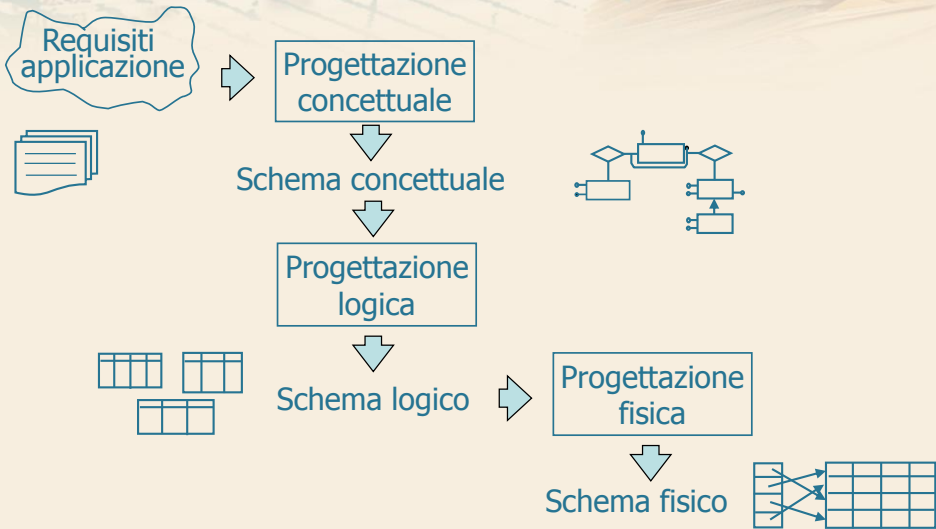 Requisiti
applicazione
Progettazione
concettuale
Schema concettuale
Progettazione
logica
Schema logico
Progettazione
fisica
Schema fisico